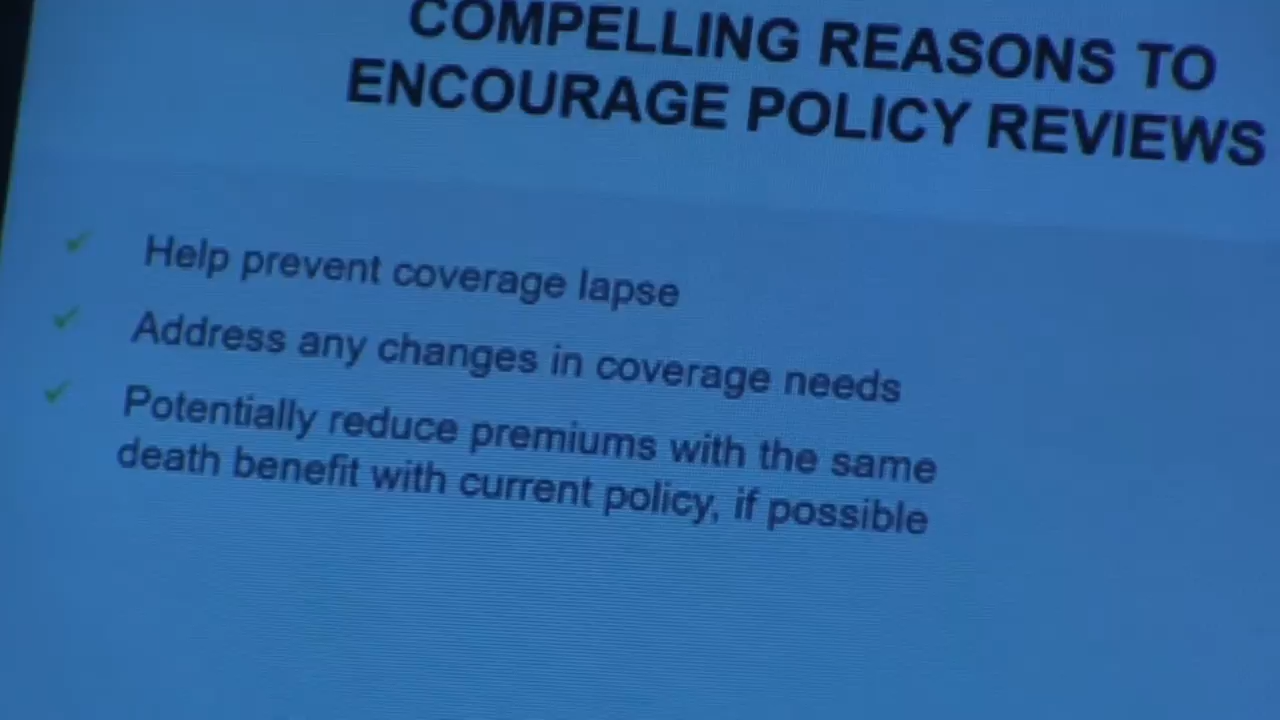 COMPELLING REASONS TO
ENCOURAGE POLICY REVIEWS
Help prevent coverage lapse
Address any changes in coverage needs
Potentially reduce premiums with the same
death benefit with current policy, if possible